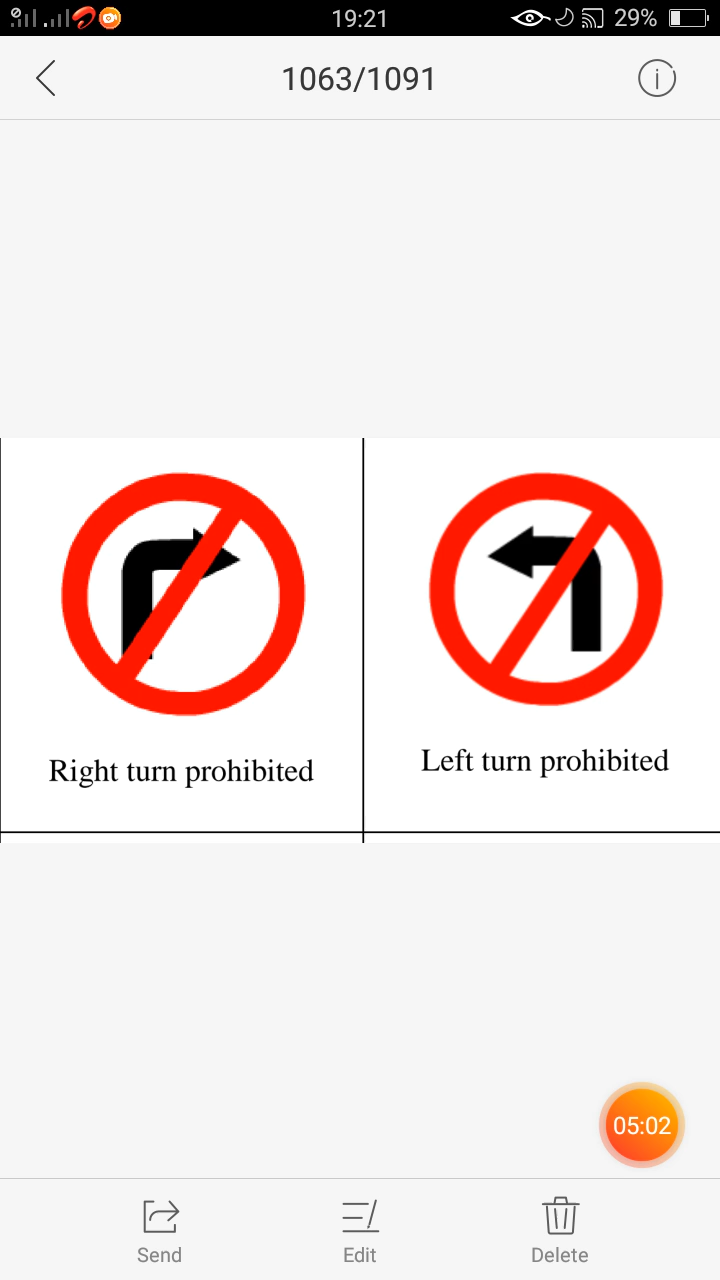 19:21
29%
1063/1091
Right turn prohibited
Left turn prohibited
05:02
Send
Edit
Delete